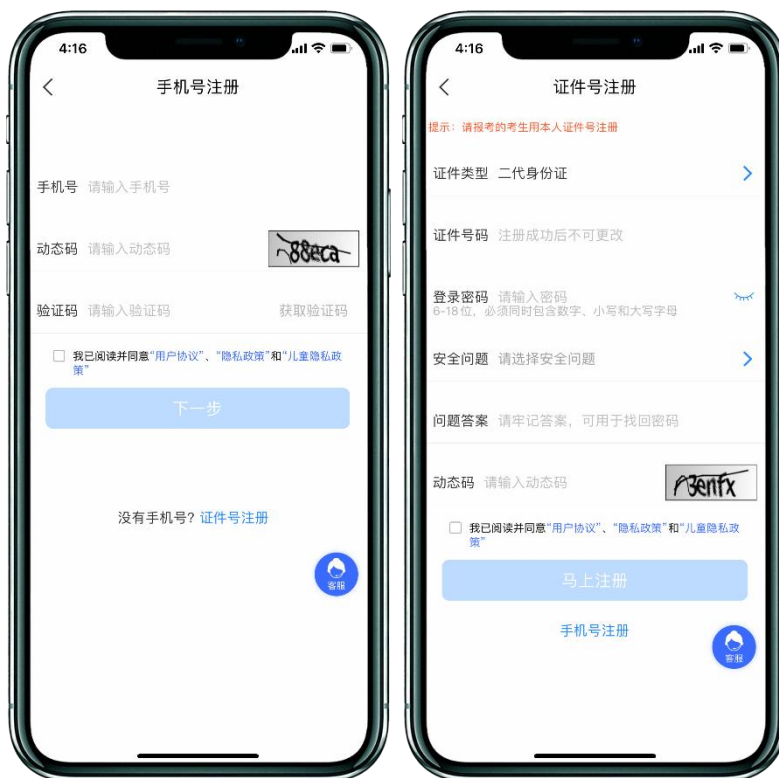 4:16
手机号注册
手机号 请输入手机号
动态码 请输入动态码 88eca
验证码 请输入验证码 获取验证码
我已阅读并同意“用户协议”、“隐私政策”和“儿童隐私政
策”
下一步
没有手机号? 证件号注册
客服
4:16
证件号注册
提示：请报考的考生用本人证件号注册
证件类型 二代身份证
证件号码 注册成功后不可更改
登录密码 请输入密码
6-18位，必须同时包含数字、小写和大写字母
安全问题 请选择安全问题
问题答案 请牢记答案，可用于找回密码
动态码 请输入动态码 3enfx
我已阅读并同意“用户协议”、“隐私政策”和“儿童隐私政
策”
马上注册
手机号注册
客服